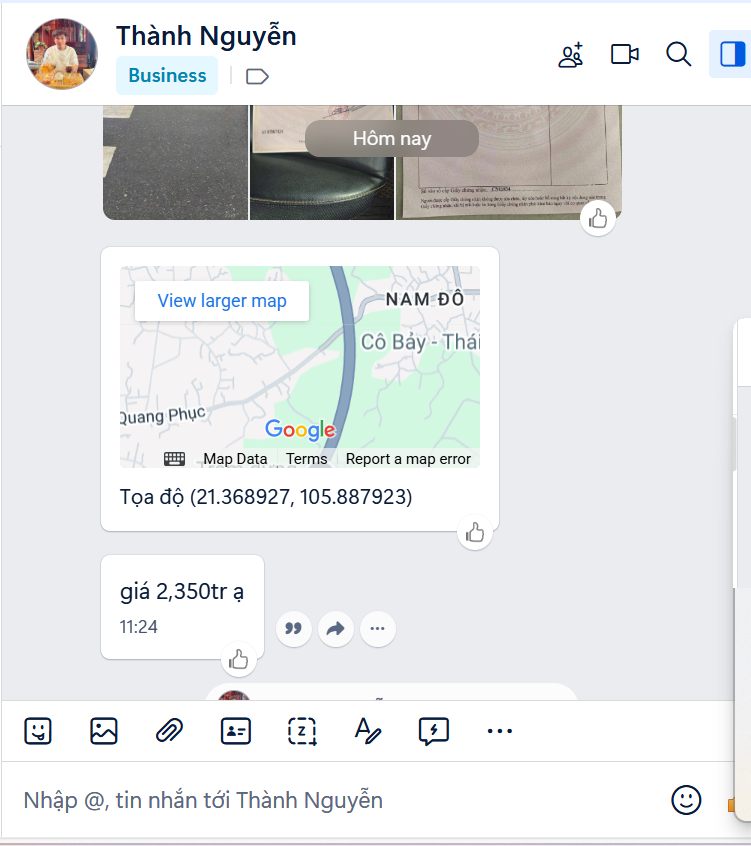 Thành Nguyễn
Business
Hôm nay
View larger map
NAM ĐÔ
Cô Bảy - Thái
Quang Phục
Google
Map Data
Terms
Report a map error
Tọa độ (21.368927, 105.887923)
giá 2,350tr ạ
11:24
Nhập @, tin nhắn tới Thành Nguyễn